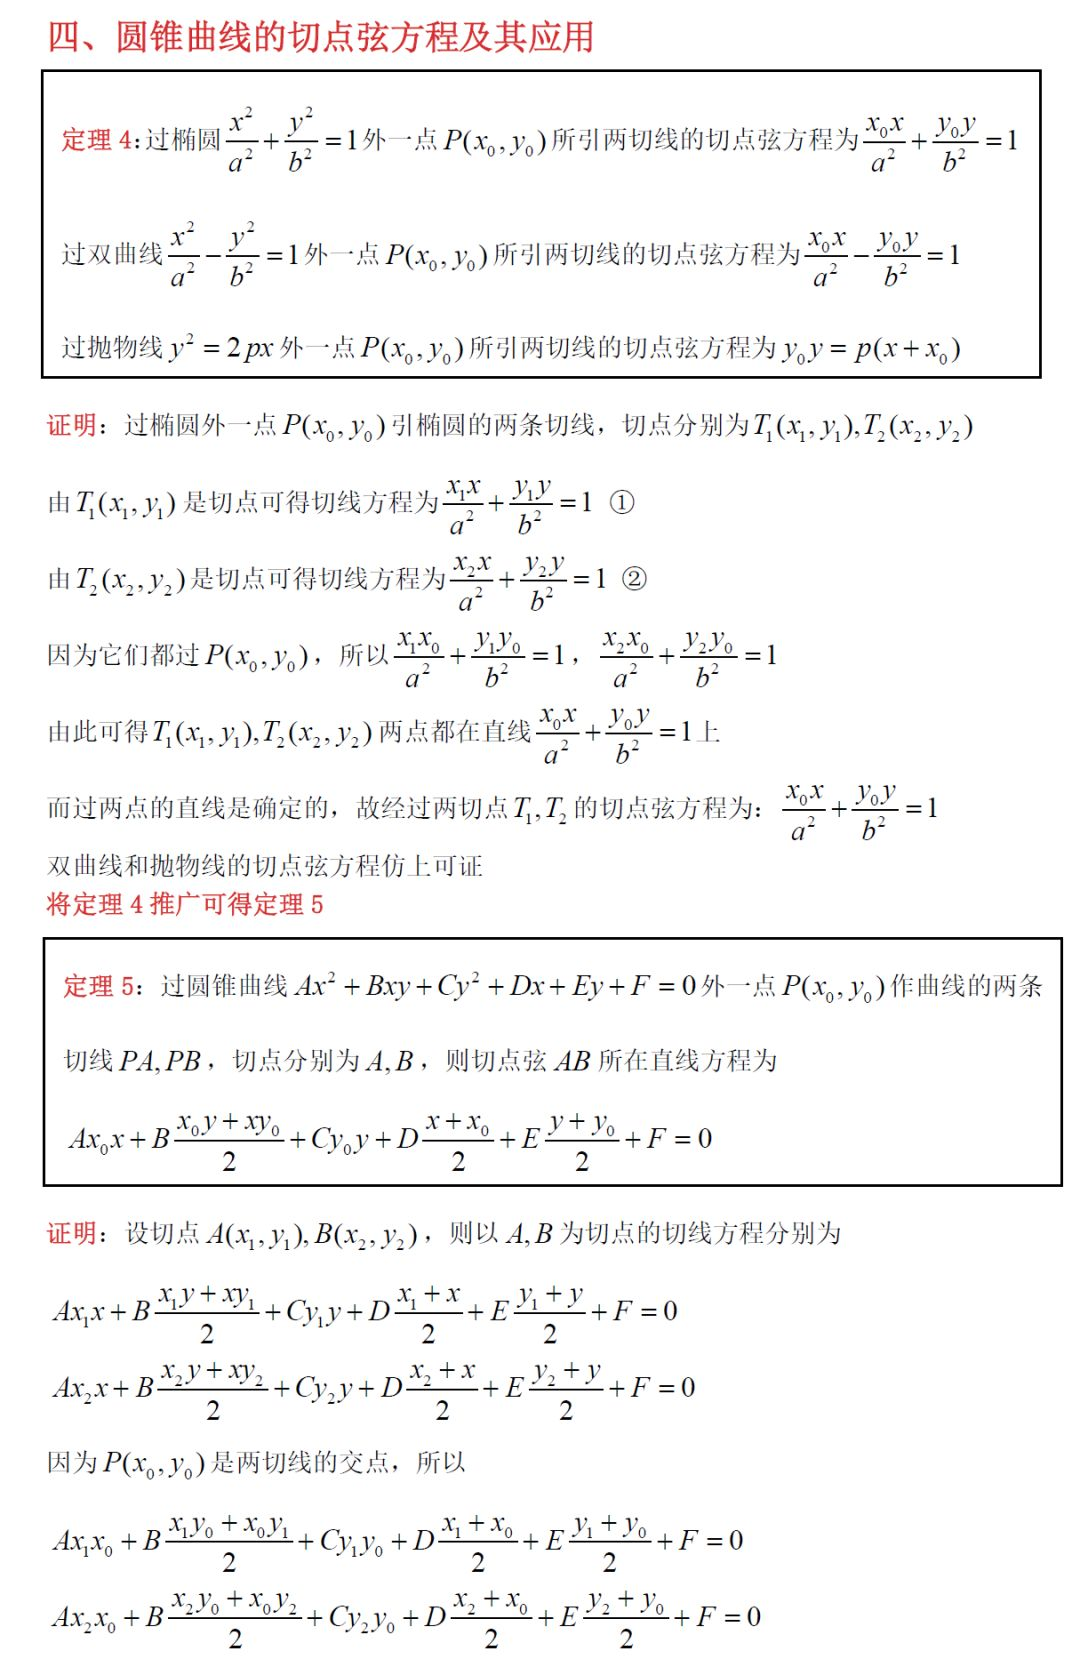 四、圆锥曲线的切点弦方程及其应用
定理 4:过椭圆 $\frac{x^2}{a^2}+\frac{y^2}{b^2}=1$ 外一点 $P(x_0,y_0)$ 所引两切线的切点弦方程为 $\frac{x_0x}{a^2}+\frac{y_0y}{b^2}=1$
过双曲线 $\frac{x^2}{a^2}-\frac{y^2}{b^2}=1$ 外一点 $P(x_0,y_0)$ 所引两切线的切点弦方程为 $\frac{x_0x}{a^2}-\frac{y_0y}{b^2}=1$
过抛物线 $y^2=2px$ 外一点 $P(x_0,y_0)$ 所引两切线的切点弦方程为 $y_0y=p(x+x_0)$
证明：过椭圆外一点 $P(x_0,y_0)$ 引椭圆的两条切线，切点分别为 $T_1(x_1,y_1),T_2(x_2,y_2)$
由 $T_1(x_1,y_1)$ 是切点可得切线方程为 $\frac{x_1x}{a^2}+\frac{y_1y}{b^2}=1$ ①
由 $T_2(x_2,y_2)$ 是切点可得切线方程为 $\frac{x_2x}{a^2}+\frac{y_2y}{b^2}=1$ ②
因为它们都过 $P(x_0,y_0)$，所以 $\frac{x_1x_0}{a^2}+\frac{y_1y_0}{b^2}=1$，$\frac{x_2x_0}{a^2}+\frac{y_2y_0}{b^2}=1$
由此可得 $T_1(x_1,y_1),T_2(x_2,y_2)$ 两点都在直线 $\frac{x_0x}{a^2}+\frac{y_0y}{b^2}=1$ 上
而过两点的直线是确定的，故经过两切点 $T_1,T_2$ 的切点弦方程为：$\frac{x_0x}{a^2}+\frac{y_0y}{b^2}=1$
双曲线和抛物线的切点弦方程仿上可证
将定理 4 推广可得定理 5
定理 5：过圆锥曲线 $Ax^2+Bxy+Cy^2+Dx+Ey+F=0$ 外一点 $P(x_0,y_0)$ 作曲线的两条
切线 $PA,PB$，切点分别为 $A,B$，则切点弦 $AB$ 所在直线方程为
$Ax_0x+B\frac{x_0y+xy_0}{2}+Cy_0y+D\frac{x+x_0}{2}+E\frac{y+y_0}{2}+F=0$
证明：设切点 $A(x_1,y_1),B(x_2,y_2)$，则以 $A,B$ 为切点的切线方程分别为
$Ax_1x+B\frac{x_1y+xy_1}{2}+Cy_1y+D\frac{x_1+x}{2}+E\frac{y_1+y}{2}+F=0$
$Ax_2x+B\frac{x_2y+xy_2}{2}+Cy_2y+D\frac{x_2+x}{2}+E\frac{y_2+y}{2}+F=0$
因为 $P(x_0,y_0)$ 是两切线的交点，所以
$Ax_1x_0+B\frac{x_1y_0+x_0y_1}{2}+Cy_1y_0+D\frac{x_1+x_0}{2}+E\frac{y_1+y_0}{2}+F=0$
$Ax_2x_0+B\frac{x_2y_0+x_0y_2}{2}+Cy_2y_0+D\frac{x_2+x_0}{2}+E\frac{y_2+y_0}{2}+F=0$